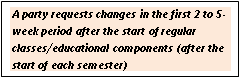 A party requests changes in the first 2 to 5-
week period after the start of regular
classes/educational components (after the
start of each semester)